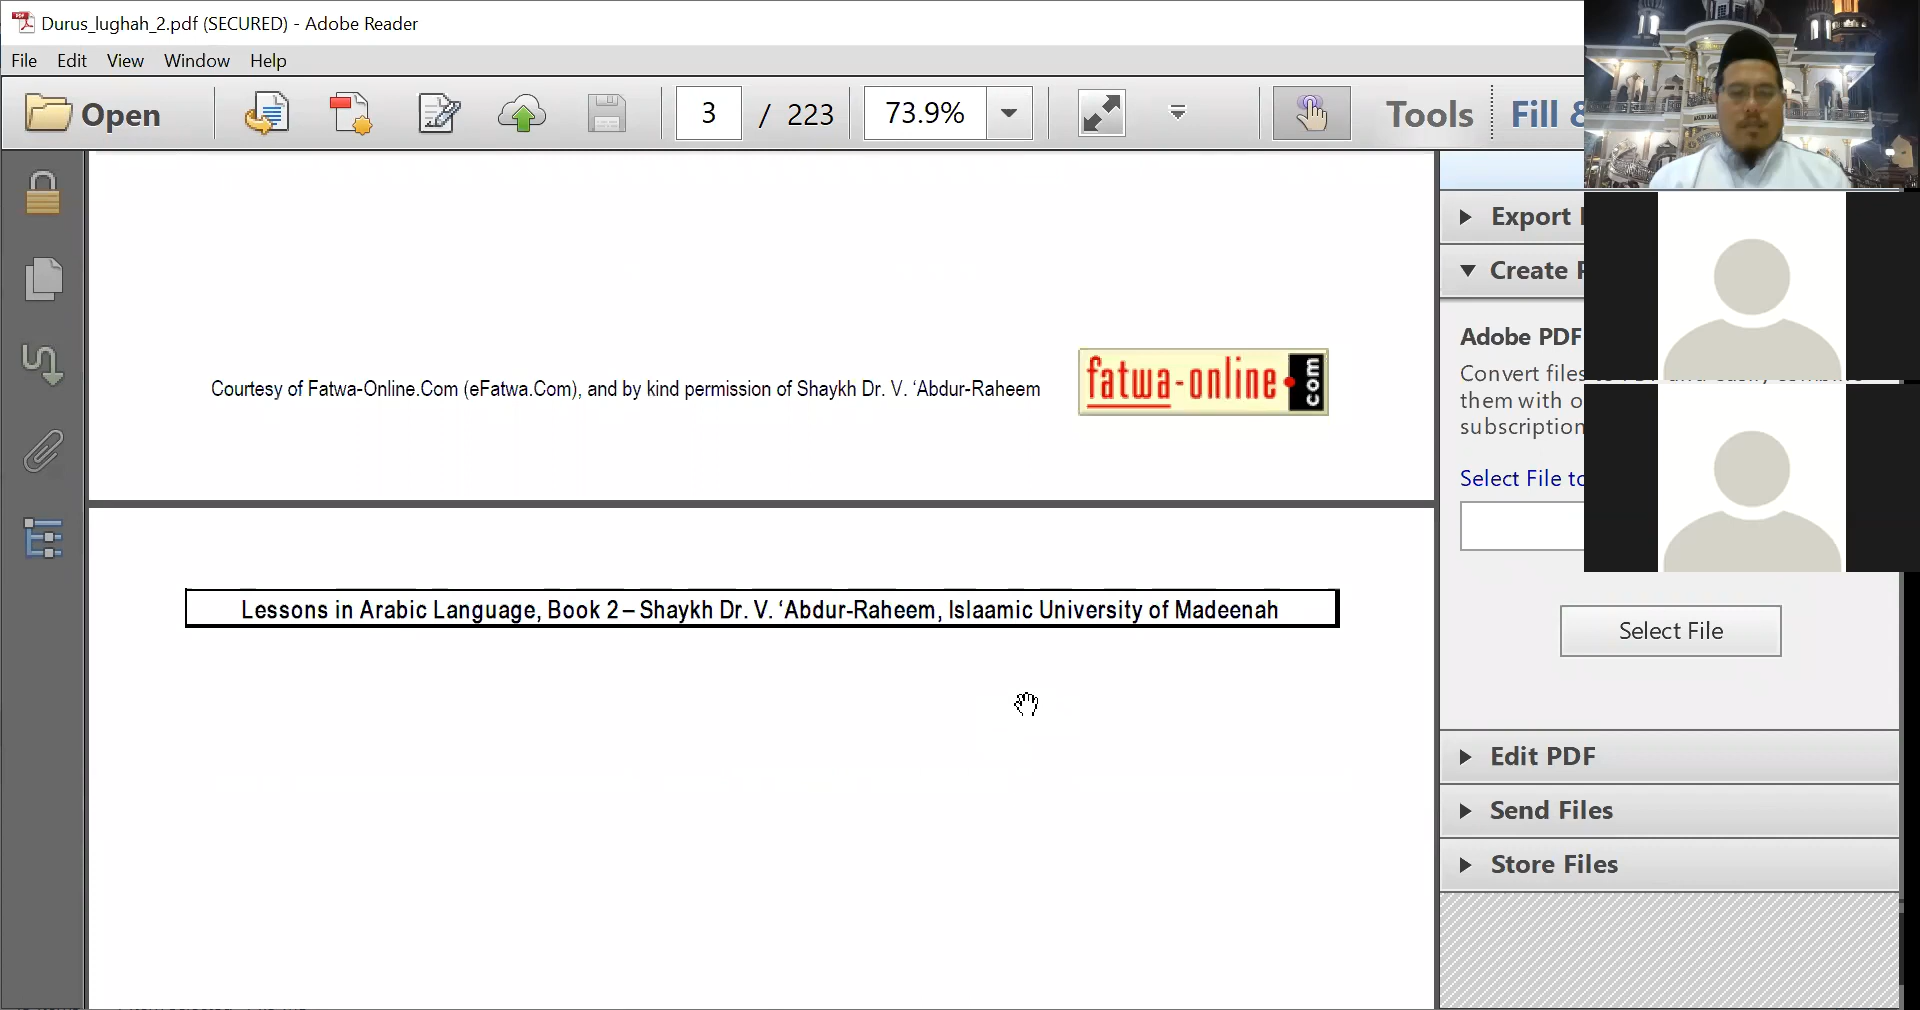 Durus_lughah_2.pdf (SECURED) - Adobe Reader
File Edit View Window Help
Open 3 / 223 73.9% Tools Fill &
Export
Create
Adobe PDF
Convert files
them with o
subscription
Select File to
Select File
Edit PDF
Send Files
Store Files
Courtesy of Fatwa-Online.Com (eFatwa.Com), and by kind permission of Shaykh Dr. V. ‘Abdur-Raheem
fatwa-online.com
Lessons in Arabic Language, Book 2 – Shaykh Dr. V. ‘Abdur-Raheem, Islaamic University of Madeenah